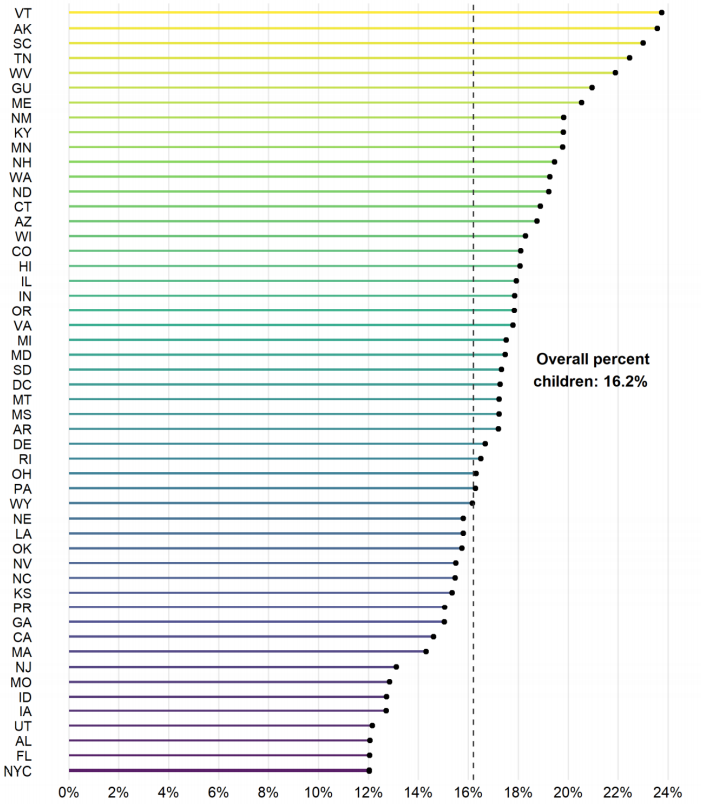 VT
AK
SC
TN
WV
GU
ME
NM
KY
MN
NH
WA
ND
CT
AZ
WI
CO
HI
IL
IN
OR
VA
MI
MD
SD
DC
MT
MS
AR
DE
RI
OH
PA
WY
NE
LA
OK
NV
NC
KS
PR
GA
CA
MA
NJ
MO
ID
IA
UT
AL
FL
NYC
Overall percent
children: 16.2%
0% 2% 4% 6% 8% 10% 12% 14% 16% 18% 20% 22% 24%